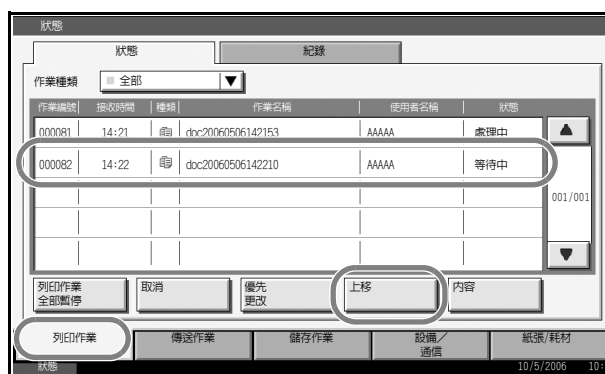 狀態
狀態 紀錄
作業種類 全部
作業編號 接收時間 種類 作業名稱 使用者名稱 狀態
000081 14:21 doc20060506142153 AAAAA 處理中
000082 14:22 doc20060506142210 AAAAA 等待中
001/001
列印作業 取消 優先 上移 內容
全部暫停 更改
列印作業 傳送作業 儲存作業 設備/ 紙張/耗材
通信
狀態 10/5/2006 10: